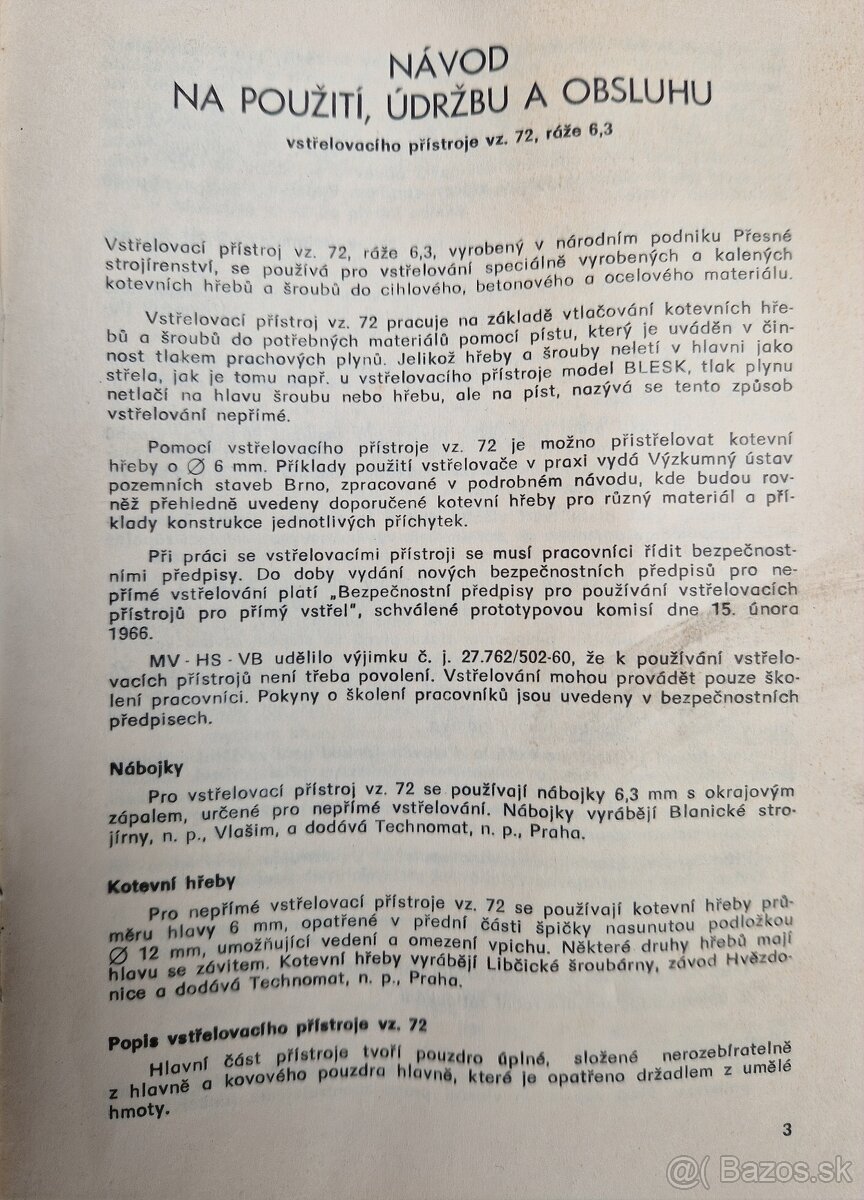 NÁVOD
NA POUŽITÍ, ÚDRŽBU A OBSLUHU
vstřelovacího přístroje vz. 72, ráže 6,3
Vstřelovací přístroj vz. 72, ráže 6,3, vyrobený v národním podniku Přesné
strojírenství, se používá pro vstřelování speciálně vyrobených a kalených
kotevních hřebů a šroubů do cihlového, betonového a ocelového materiálu.
Vstřelovací přístroj vz. 72 pracuje na základě vtlačování kotevních hře-
bů a šroubů do potřebných materiálů pomocí pístu, který je uváděn v čin-
nost tlakem prachových plynů. Jelikož hřeby a šrouby neletí v hlavni jako
střela, jak je tomu např. u vstřelovacího přístroje model BLESK, tlak plynu
netlačí na hlavu šroubu nebo hřebu, ale na píst, nazývá se tento způsob
vstřelování nepřímé.
Pomocí vstřelovacího přístroje vz. 72 je možno přistřelovat kotevní
hřeby o ∅ 6 mm. Příklady použití vstřelovače v praxi vydá Výzkumný ústav
pozemních staveb Brno, zpracované v podrobném návodu, kde budou rov-
něž přehledně uvedeny doporučené kotevní hřeby pro různý materiál a pří-
klady konstrukce jednotlivých příchytek.
Při práci se vstřelovacími přístroji se musí pracovníci řídit bezpečnost-
ními předpisy. Do doby vydání nových bezpečnostních předpisů pro ne-
přímé vstřelování platí „Bezpečnostní předpisy pro používání vstřelovacích
přístrojů pro přímý vstřel", schválené prototypovou komisí dne 15. února
1966.
MV - HS - VB udělilo výjimku č. j. 27.762/502-60, že k používání vstřelo-
vacích přístrojů není třeba povolení. Vstřelování mohou provádět pouze ško-
lení pracovníci. Pokyny o školení pracovníků jsou uvedeny v bezpečnostních
předpisech.
Nábojky
Pro vstřelovací přístroj vz. 72 se používají nábojky 6,3 mm s okrajovým
zápalem, určené pro nepřímé vstřelování. Nábojky vyrábějí Blanické stro-
jírny, n. p., Vlašim, a dodává Technomat, n. p., Praha.
Kotevní hřeby
Pro nepřímé vstřelovací přístroje vz. 72 se používají kotevní hřeby prů-
měru hlavy 6 mm, opatřené v přední části špičky nasunutou podložkou
∅ 12 mm, umožňující vedení a omezení vpichu. Některé druhy hřebů mají
hlavu se závitem. Kotevní hřeby vyrábějí Libčické šroubárny, závod Hvězdo-
nice a dodává Technomat, n. p., Praha.
Popis vstřelovacího přístroje vz. 72
Hlavní část přístroje tvoří pouzdro úplné, složené nerozebíratelně
z hlavně a kovového pouzdra hlavně, které je opatřeno držadlem z umělé
hmoty.
3
@( Bazos.sk